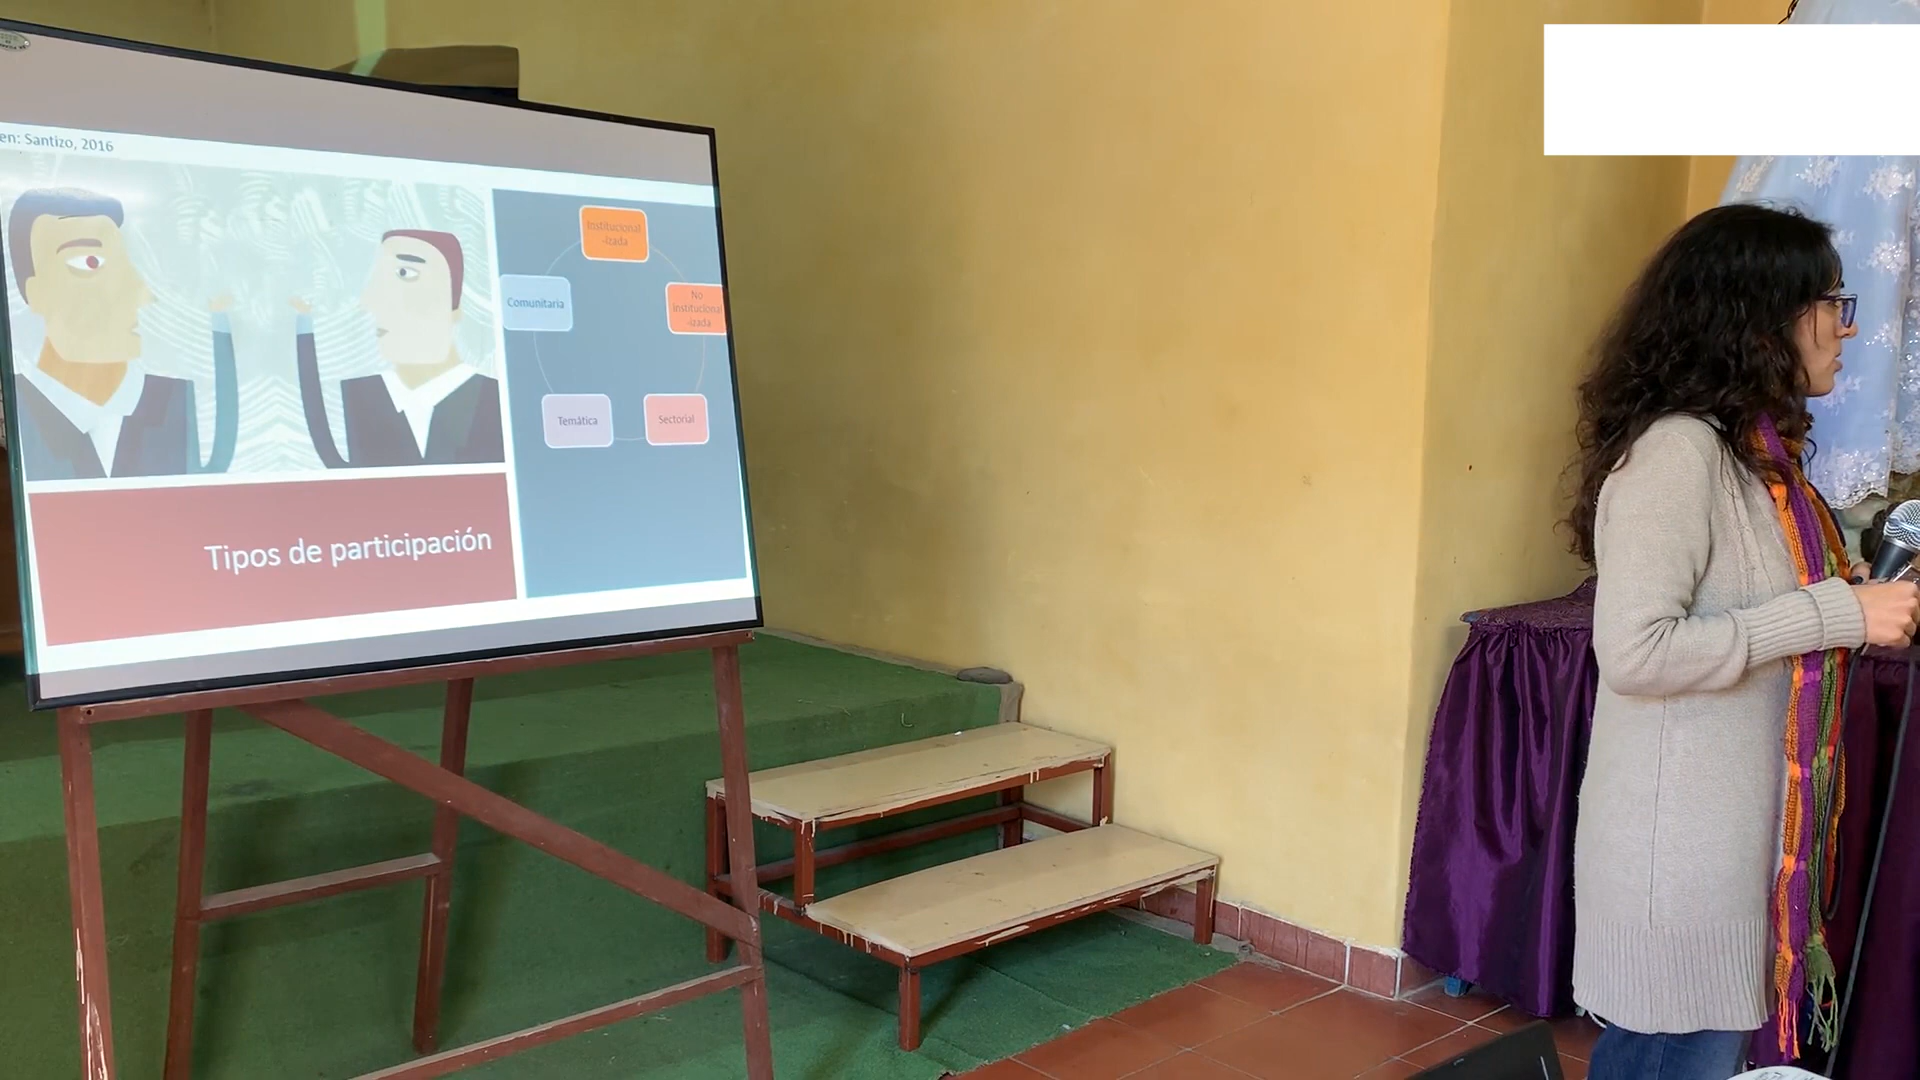 en: Santizo, 2016
Institucional
-izada
Comunitaria
No
institucional
-izada
Temática
Sectorial
Tipos de participación